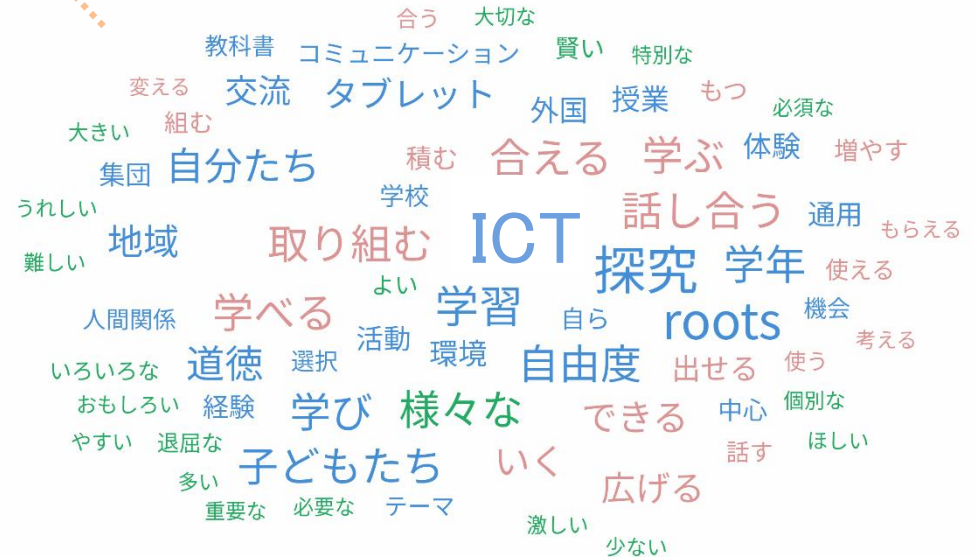 合う 大切な
教科書 コミュニケーション 賢い 特別な
変える 交流 タブレット 外国 授業 もつ 必須な
大きい 組む
集団 自分たち 積む 合える 学ぶ 体験 増やす
うれしい 学校 話し合う 通用 もらえる
地域 取り組む ICT
難しい よい 探究 学年 使える
人間関係 学べる 学習 自ら roots 機会
活動 考える
いろいろな 道徳 選択 環境 自由度 出せる 使う
おもしろい 経験 学び 様々な できる 中心 個別な
やすい 退屈な 話す ほしい
多い 子どもたち いく 広げる
重要な 必要な テーマ
激しい
少ない